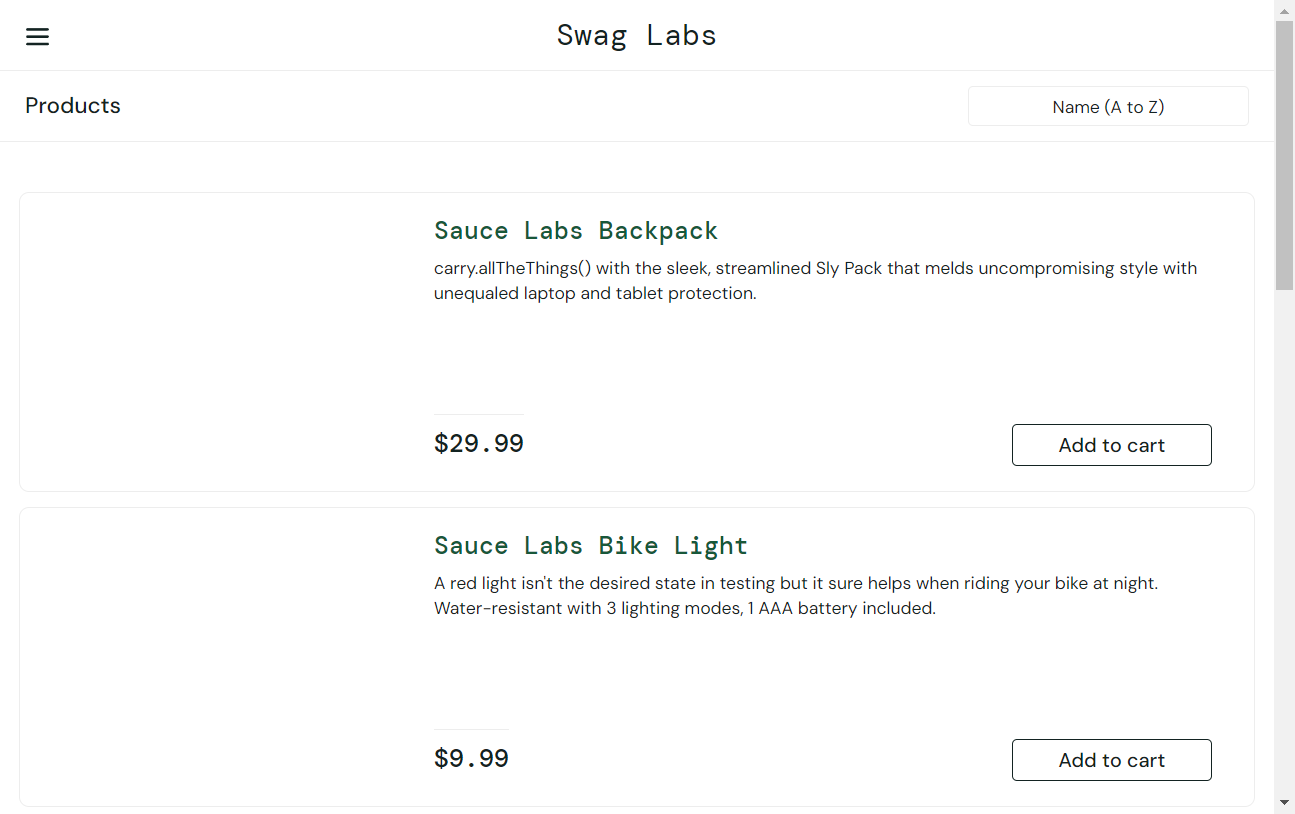 Swag Labs
Products
Name (A to Z)
Sauce Labs Backpack
carry.allTheThings() with the sleek, streamlined Sly Pack that melds uncompromising style with
unequaled laptop and tablet protection.
$29.99
Add to cart
Sauce Labs Bike Light
A red light isn't the desired state in testing but it sure helps when riding your bike at night.
Water-resistant with 3 lighting modes, 1 AAA battery included.
$9.99
Add to cart